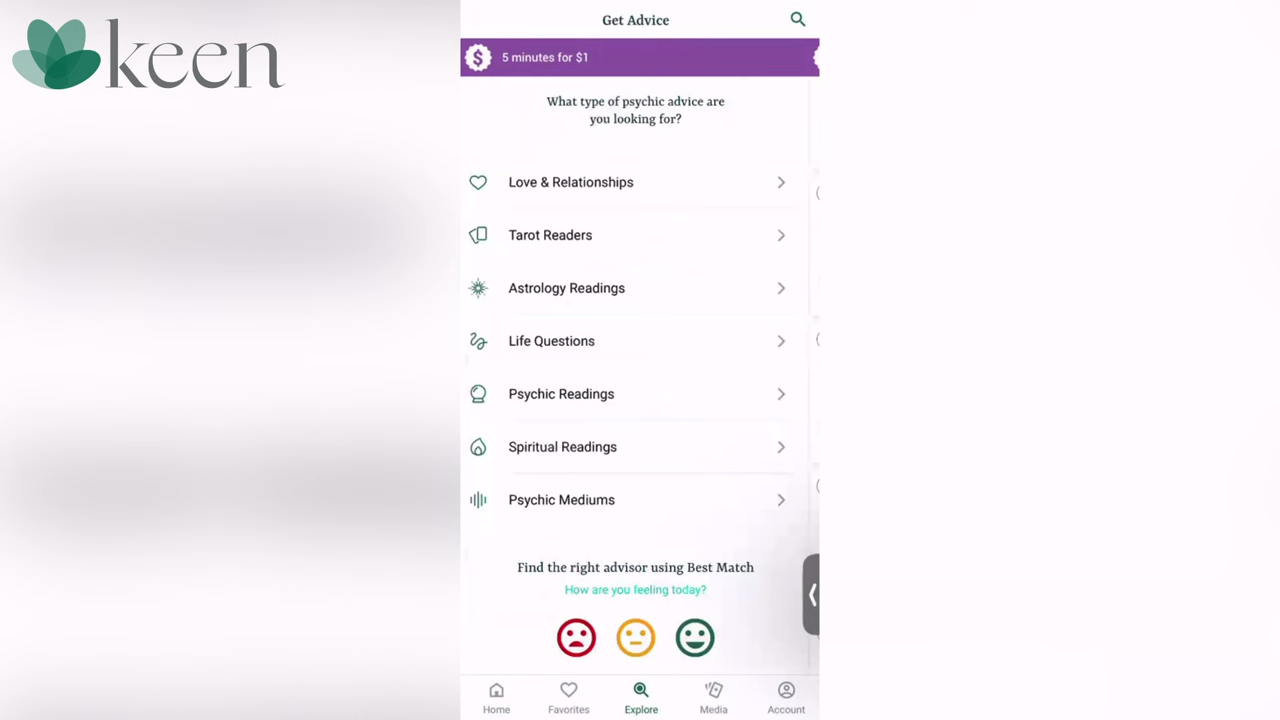 keen
Get Advice
5 minutes for $1
What type of psychic advice are
you looking for?
Love & Relationships
Tarot Readers
Astrology Readings
Life Questions
Psychic Readings
Spiritual Readings
Psychic Mediums
Find the right advisor using Best Match
How are you feeling today?
Home
Favorites
Explore
Media
Account